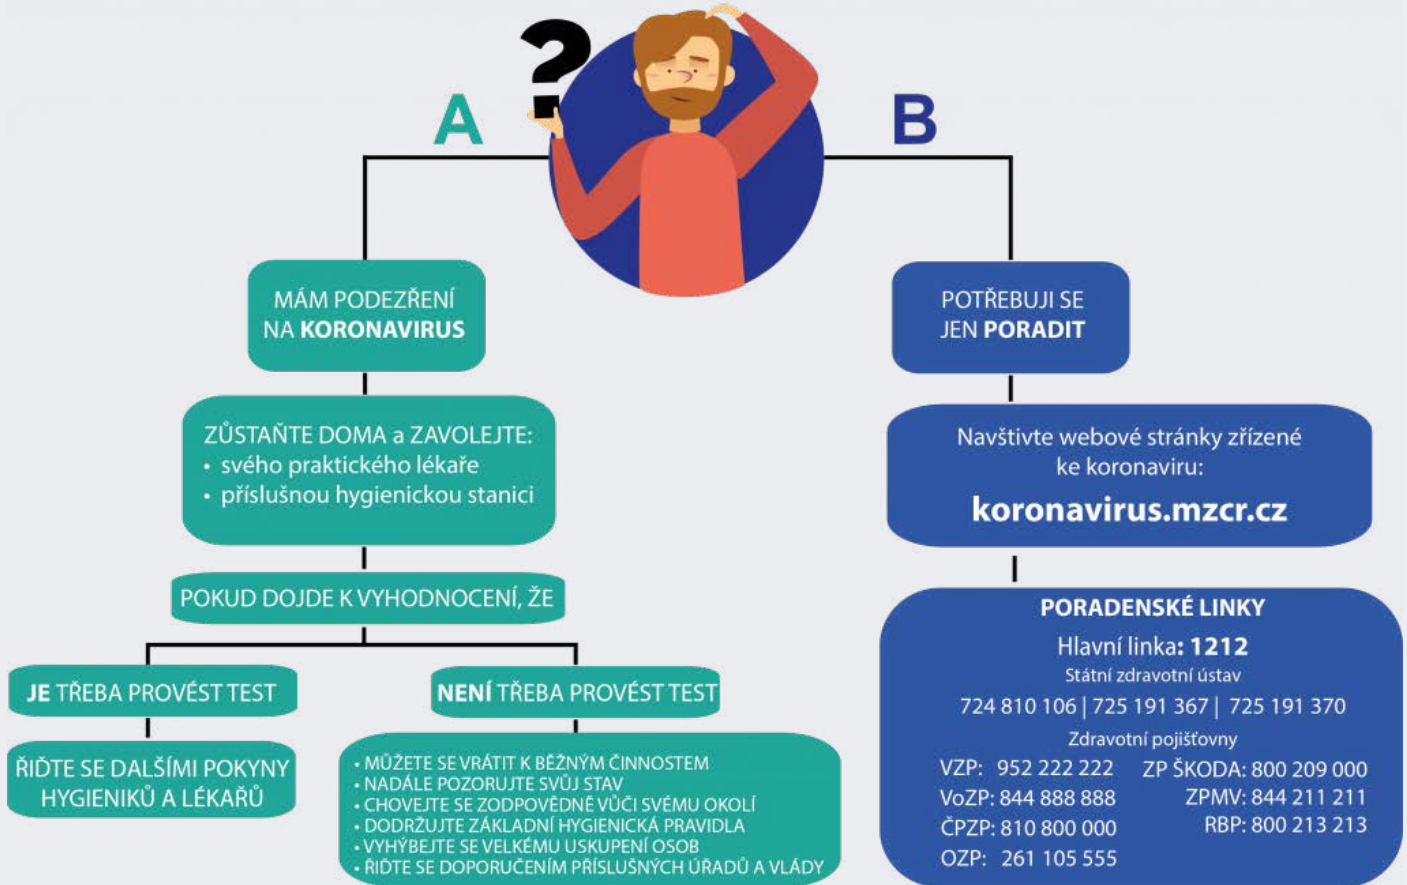 ?
A
B
MÁM PODEZŘENÍ
NA KORONAVIRUS
ZŮSTAŇTE DOMA a ZAVOLEJTE:
• svého praktického lékaře
• příslušnou hygienickou stanici
POKUD DOJDE K VYHODNOCENÍ, ŽE
JE TŘEBA PROVÉST TEST
ŘIĎTE SE DALŠÍMI POKYNY
HYGIENIKŮ A LÉKAŘŮ
NENÍ TŘEBA PROVÉST TEST
• MŮŽETE SE VRÁTIT K BĚŽNÝM ČINNOSTEM
• NADÁLE POZORUJTE SVŮJ STAV
• CHOVEJTE SE ZODPOVĚDNĚ VŮČI SVÉMU OKOLÍ
• DODRŽUJTE ZÁKLADNÍ HYGIENICKÁ PRAVIDLA
• VYHÝBEJTE SE VELKÉMU USKUPENÍ OSOB
• ŘIĎTE SE DOPORUČENÍM PŘÍSLUŠNÝCH ÚŘADŮ A VLÁDY
POTŘEBUJI SE
JEN PORADIT
Navštivte webové stránky zřízené
ke koronaviru:
koronavirus.mzcr.cz
PORADENSKÉ LINKY
Hlavní linka: 1212
Státní zdravotní ústav
724 810 106 | 725 191 367 | 725 191 370
Zdravotní pojišťovny
VZP: 952 222 222 ZP ŠKODA: 800 209 000
VoZP: 844 888 888 ZPMV: 844 211 211
ČPZP: 810 800 000 RBP: 800 213 213
OZP: 261 105 555